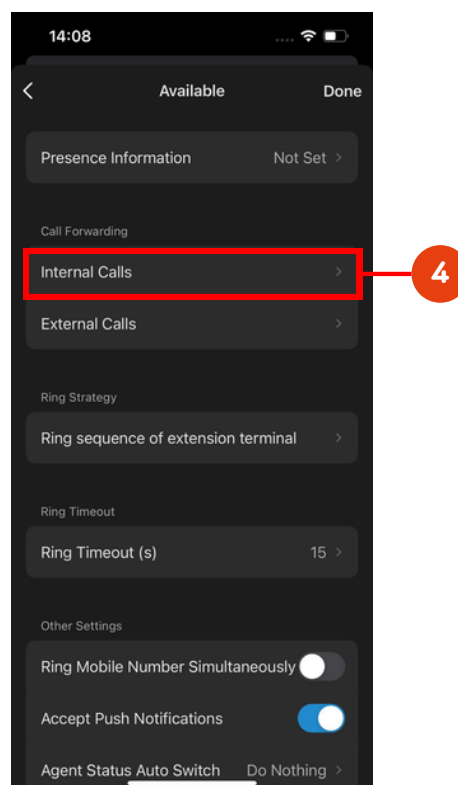 14:08
Available
Done
Presence Information
Not Set
Call Forwarding
Internal Calls
4
External Calls
Ring Strategy
Ring sequence of extension terminal
Ring Timeout
Ring Timeout (s)
15
Other Settings
Ring Mobile Number Simultaneously
Accept Push Notifications
Agent Status Auto Switch
Do Nothing